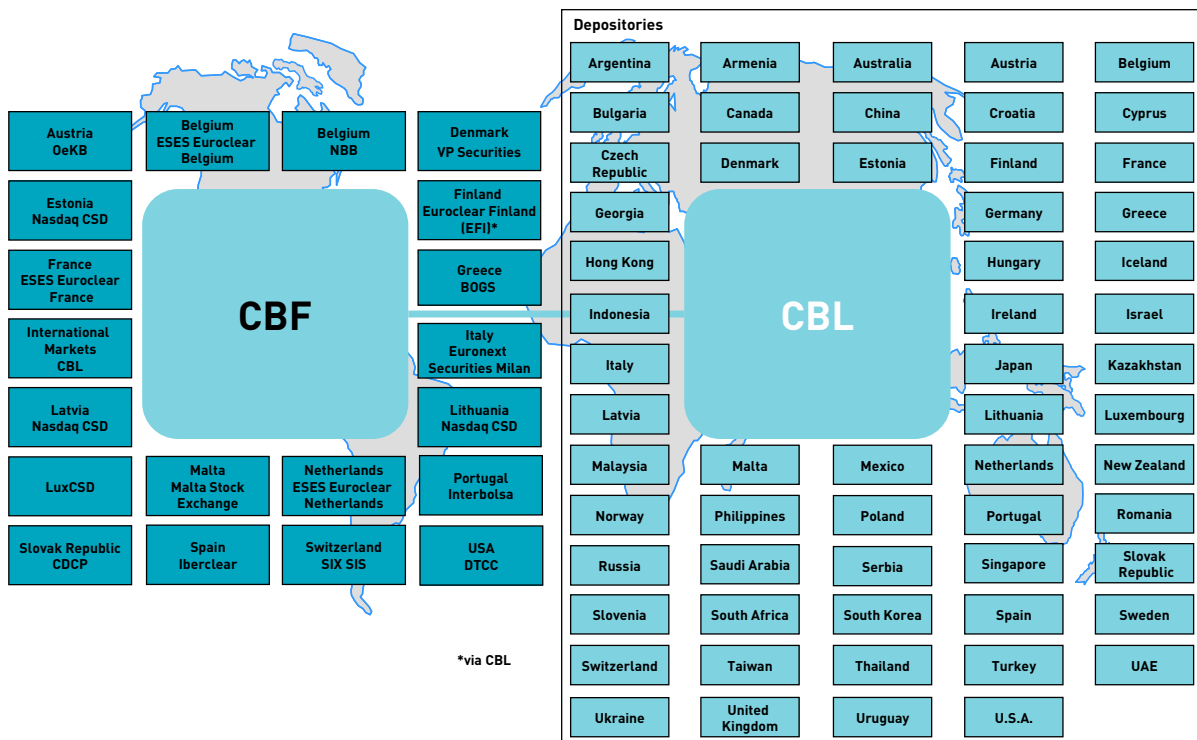 Depositories
Austria
OeKB
Belgium
ESES Euroclear
Belgium
Belgium
NBB
Denmark
VP Securities
Estonia
Nasdaq CSD
Finland
Euroclear Finland
(EFI)*
France
ESES Euroclear
France
Greece
BOGS
CBF
International
Markets
CBL
Italy
Euronext
Securities Milan
Latvia
Nasdaq CSD
Lithuania
Nasdaq CSD
LuxCSD
Malta
Malta Stock
Exchange
Netherlands
ESES Euroclear
Netherlands
Portugal
Interbolsa
Slovak Republic
CDCP
Spain
Iberclear
Switzerland
SIX SIS
USA
DTCC
*via CBL
Argentina
Armenia
Australia
Austria
Belgium
Bulgaria
Canada
China
Croatia
Cyprus
Czech
Republic
Denmark
Estonia
Finland
France
Georgia
Germany
Greece
Hong Kong
Hungary
Iceland
Indonesia
CBL
Ireland
Israel
Italy
Japan
Kazakhstan
Latvia
Lithuania
Luxembourg
Malaysia
Malta
Mexico
Netherlands
New Zealand
Norway
Philippines
Poland
Portugal
Romania
Russia
Saudi Arabia
Serbia
Singapore
Slovak
Republic
Slovenia
South Africa
South Korea
Spain
Sweden
Switzerland
Taiwan
Thailand
Turkey
UAE
Ukraine
United
Kingdom
Uruguay
U.S.A.